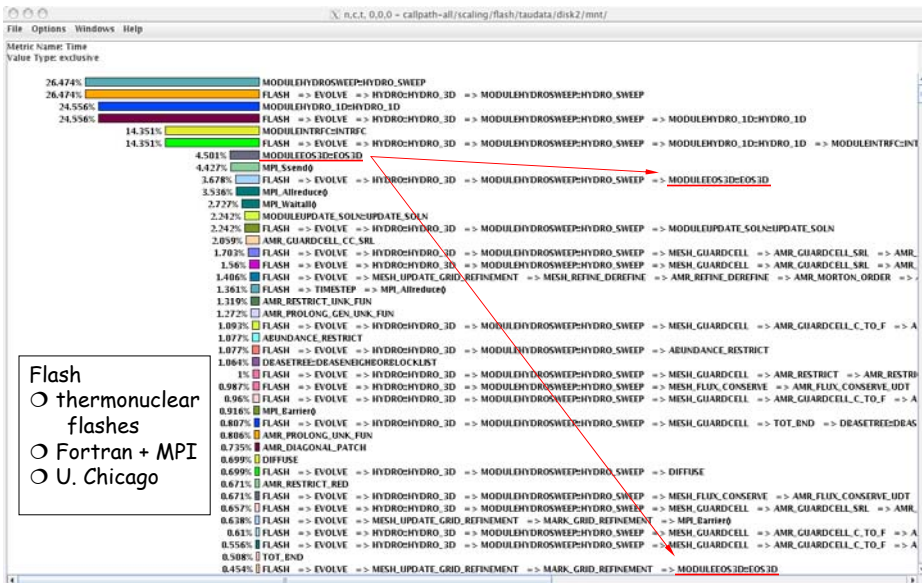 n,c,t, 0,0,0 - callpath-all/scaling/flash/taudata/disk2/mnt/
File Options Windows Help
Metric Name: Time
Value Type: exclusive
26.474% MODULEHYDROSWEEP::HYDRO_SWEEP
26.474% FLASH => EVOLVE => HYDRO::HYDRO_3D => MODULEHYDROSWEEP::HYDRO_SWEEP
24.556% MODULEHYDRO_1D::HYDRO_1D
24.556% FLASH => EVOLVE => HYDRO::HYDRO_3D => MODULEHYDROSWEEP::HYDRO_SWEEP => MODULEHYDRO_1D::HYDRO_1D
14.351% MODULEINTRFC::INTRFC
14.351% FLASH => EVOLVE => HYDRO::HYDRO_3D => MODULEHYDROSWEEP::HYDRO_SWEEP => MODULEHYDRO_1D::HYDRO_1D => MODULEINTRFC::INT
4.501% MODULEEOS3D::EOS3D
4.427% MPI_Ssend()
3.678% FLASH => EVOLVE => HYDRO::HYDRO_3D => MODULEHYDROSWEEP::HYDRO_SWEEP => MODULEEOS3D::EOS3D
3.536% MPI_Allreduce()
2.727% MPI_Waitall()
2.242% MODULEUPDATE_SOLN::UPDATE_SOLN
2.242% FLASH => EVOLVE => HYDRO::HYDRO_3D => MODULEHYDROSWEEP::HYDRO_SWEEP => MODULEUPDATE_SOLN::UPDATE_SOLN
2.059% AMR_GUARDCELL_CC_SRL
1.703% FLASH => EVOLVE => HYDRO::HYDRO_3D => MODULEHYDROSWEEP::HYDRO_SWEEP => MESH_GUARDCELL => AMR_GUARDCELL_SRL => AMR_
1.56% FLASH => EVOLVE => HYDRO::HYDRO_3D => MODULEHYDROSWEEP::HYDRO_SWEEP => MESH_GUARDCELL => AMR_GUARDCELL_SRL => AMR_
1.406% FLASH => EVOLVE => MESH_UPDATE_GRID_REFINEMENT => MESH_REFINE_DEREFINE => AMR_REFINE_DEREFINE => AMR_MORTON_ORDER =>
1.361% FLASH => TIMESTEP => MPI_Allreduce()
1.319% AMR_RESTRICT_UNK_FUN
1.272% AMR_PROLONG_GEN_UNK_FUN
1.093% FLASH => EVOLVE => HYDRO::HYDRO_3D => MODULEHYDROSWEEP::HYDRO_SWEEP => MESH_GUARDCELL => AMR_GUARDCELL_C_TO_F => A
1.077% ABUNDANCE_RESTRICT
1.077% FLASH => EVOLVE => HYDRO::HYDRO_3D => MODULEHYDROSWEEP::HYDRO_SWEEP => ABUNDANCE_RESTRICT
1.064% DBASETREE::DBASENEIGHBORBLOCKLIST
1% FLASH => EVOLVE => HYDRO::HYDRO_3D => MODULEHYDROSWEEP::HYDRO_SWEEP => MESH_GUARDCELL => AMR_RESTRICT => AMR_RESTRI
0.987% FLASH => EVOLVE => HYDRO::HYDRO_3D => MODULEHYDROSWEEP::HYDRO_SWEEP => MESH_FLUX_CONSERVE => AMR_FLUX_CONSERVE_UDT
0.96% FLASH => EVOLVE => HYDRO::HYDRO_3D => MODULEHYDROSWEEP::HYDRO_SWEEP => MESH_GUARDCELL => AMR_GUARDCELL_C_TO_F => A
0.916% MPI_Barrier()
0.807% FLASH => EVOLVE => HYDRO::HYDRO_3D => MODULEHYDROSWEEP::HYDRO_SWEEP => MESH_GUARDCELL => TOT_BND => DBASETREE::DBAS
0.806% AMR_PROLONG_UNK_FUN
0.735% AMR_DIAGONAL_PATCH
0.699% DIFFUSE
0.699% FLASH => EVOLVE => HYDRO::HYDRO_3D => MODULEHYDROSWEEP::HYDRO_SWEEP => DIFFUSE
0.671% AMR_RESTRICT_RED
0.671% FLASH => EVOLVE => HYDRO::HYDRO_3D => MODULEHYDROSWEEP::HYDRO_SWEEP => MESH_FLUX_CONSERVE => AMR_FLUX_CONSERVE_UDT
0.657% FLASH => EVOLVE => HYDRO::HYDRO_3D => MODULEHYDROSWEEP::HYDRO_SWEEP => MESH_GUARDCELL => AMR_GUARDCELL_SRL => AMR_
0.638% FLASH => EVOLVE => MESH_UPDATE_GRID_REFINEMENT => MARK_GRID_REFINEMENT => MPI_Barrier()
0.61% FLASH => EVOLVE => HYDRO::HYDRO_3D => MODULEHYDROSWEEP::HYDRO_SWEEP => MESH_GUARDCELL => AMR_GUARDCELL_C_TO_F => A
0.556% FLASH => EVOLVE => HYDRO::HYDRO_3D => MODULEHYDROSWEEP::HYDRO_SWEEP => MESH_GUARDCELL => AMR_GUARDCELL_C_TO_F => A
0.508% TOT_BND
0.454% FLASH => EVOLVE => MESH_UPDATE_GRID_REFINEMENT => MARK_GRID_REFINEMENT => MODULEEOS3D::EOS3D
Flash
❍ thermonuclear
flashes
❍ Fortran + MPI
❍ U. Chicago